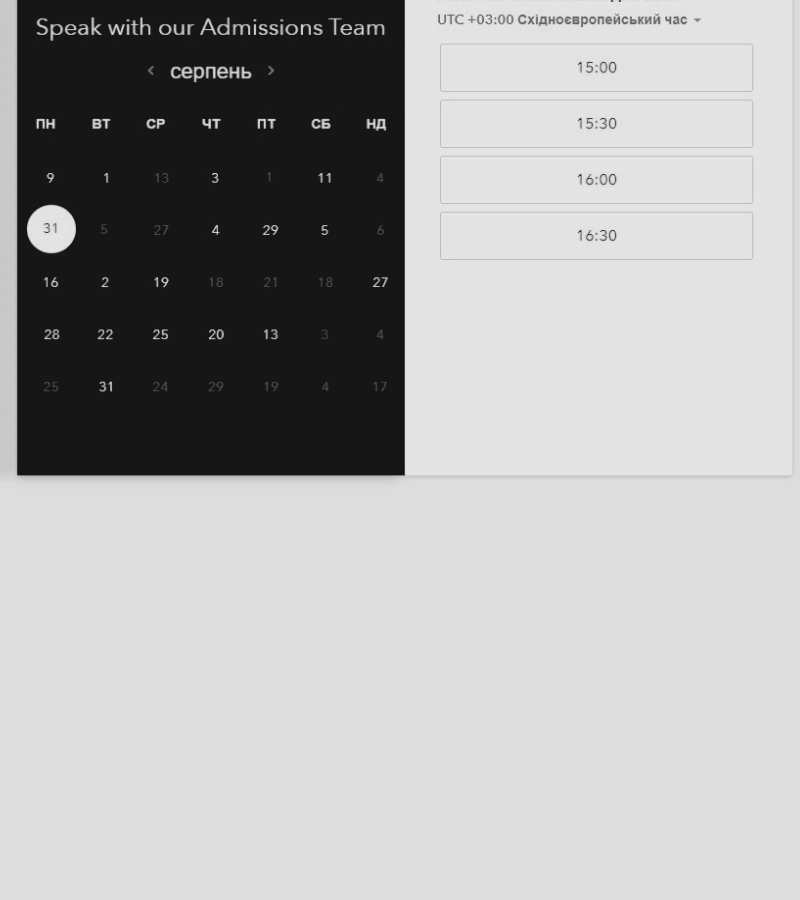 Speak with our Admissions Team
серпень
ПН ВТ СР ЧТ ПТ СБ НД
9 1 13 3 1 11 4
31 5 27 4 29 5 6
16 2 19 18 21 18 27
28 22 25 20 13 3 4
25 31 24 29 19 4 17
UTC +03:00 Східноєвропейський час
15:00
15:30
16:00
16:30